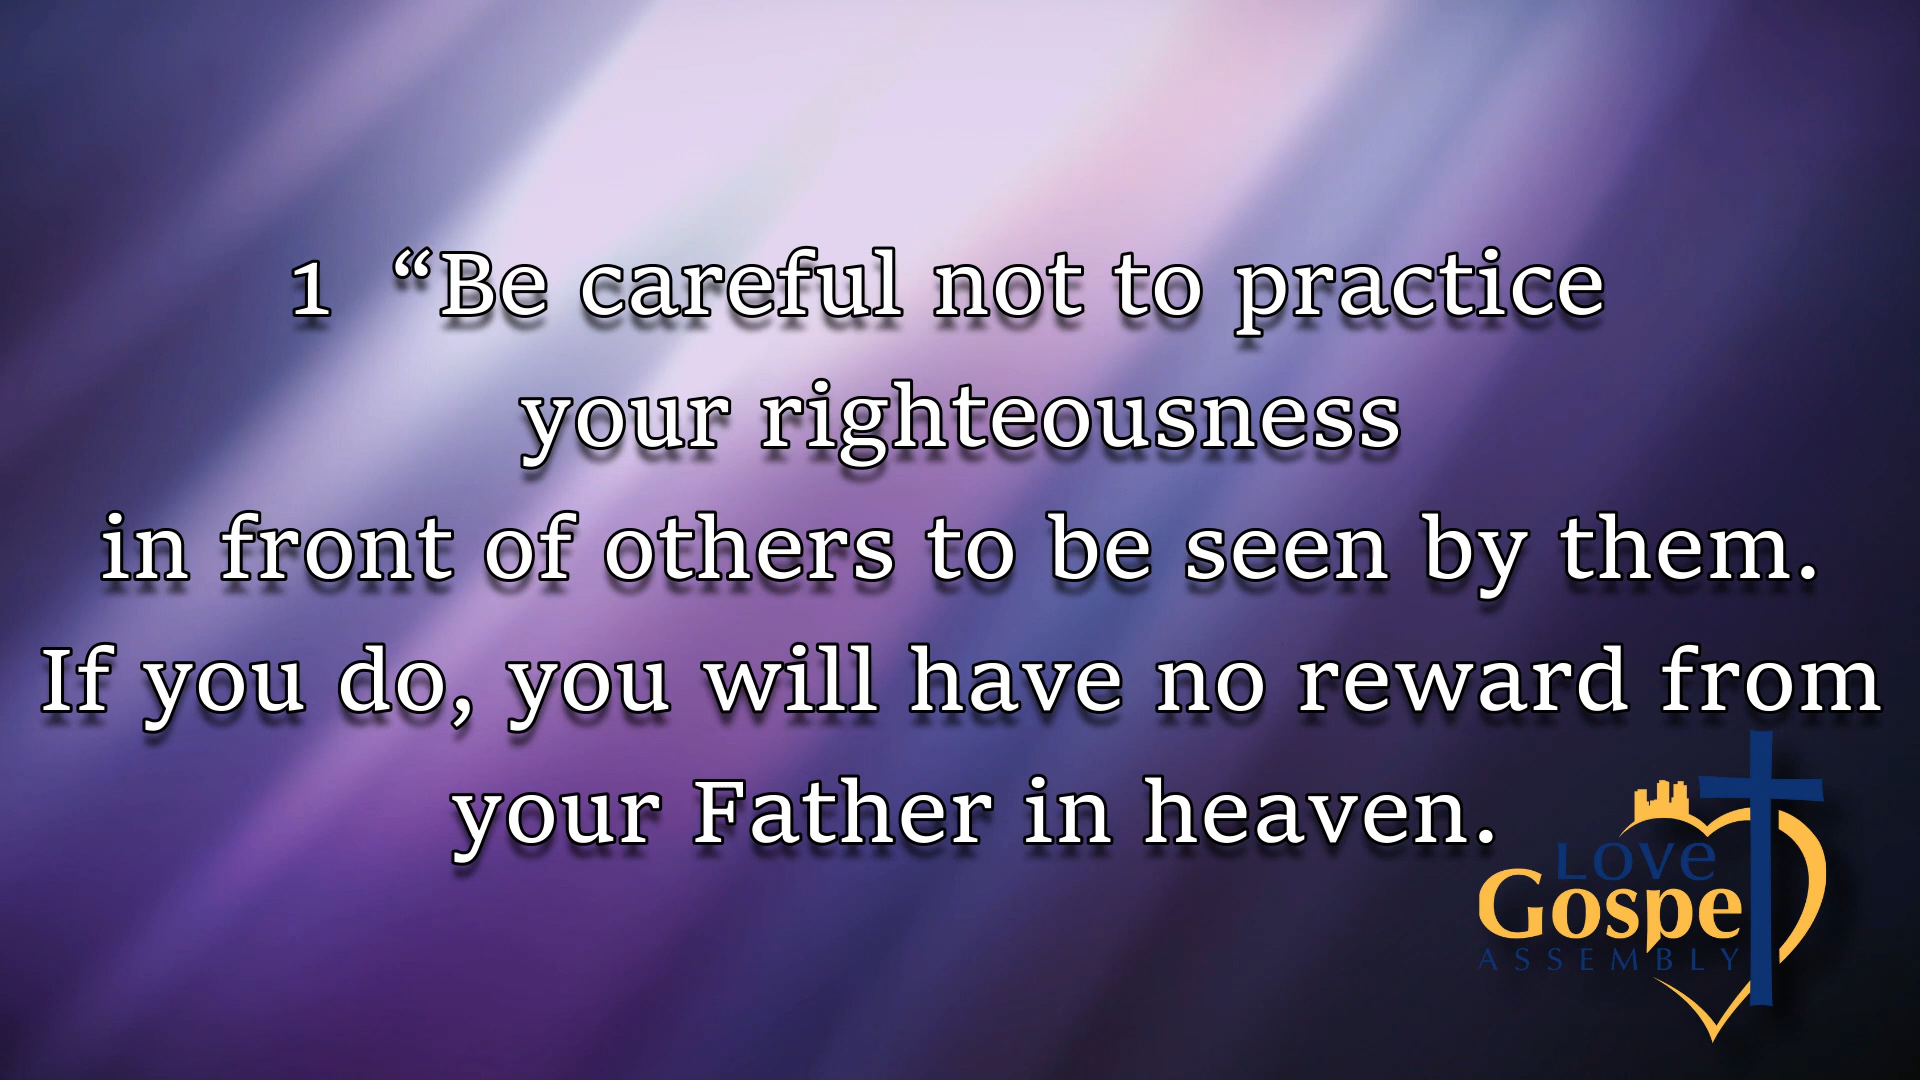 1 “Be careful not to practice
your righteousness
in front of others to be seen by them.
If you do, you will have no reward from
your Father in heaven.
LOVE
Gospe
ASSEMBLY